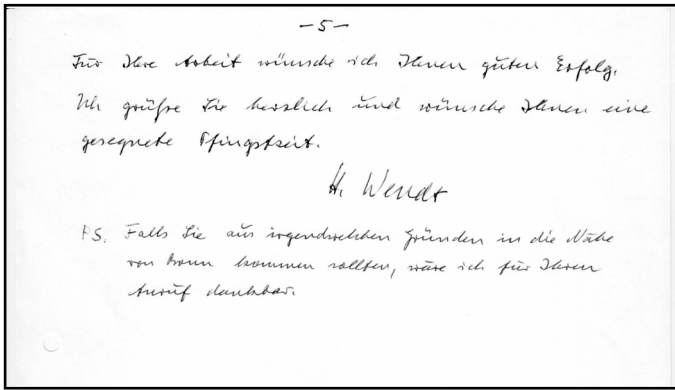 -5-
Für Ihre Arbeit wünsche ich Ihnen guten Erfolg.
Ich grüße Sie herzlich und wünsche Ihnen eine
gesegnete Pfingstzeit.
H. Wendt
P.S. Falls Sie aus irgendwelchen Gründen in die Nähe
von Bonn kommen sollten, wäre ich für Ihren
Anruf dankbar.